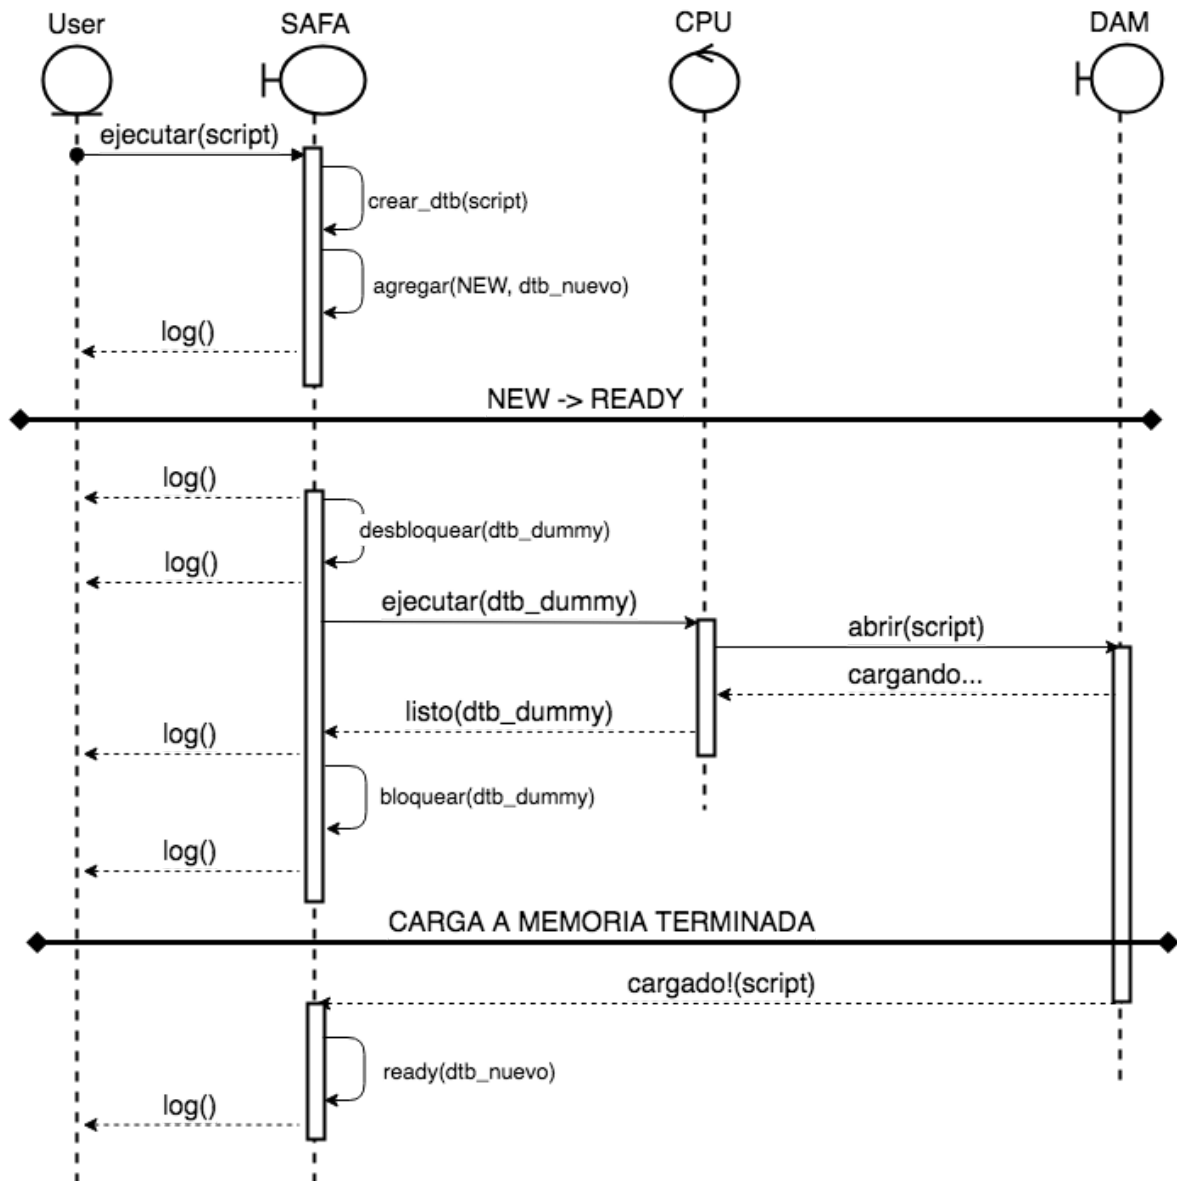 User
SAFA
CPU
DAM
ejecutar(script)
crear_dtb(script)
agregar(NEW, dtb_nuevo)
log()
NEW -> READY
log()
desbloquear(dtb_dummy)
log()
ejecutar(dtb_dummy)
abrir(script)
cargando...
listo(dtb_dummy)
log()
bloquear(dtb_dummy)
log()
CARGA A MEMORIA TERMINADA
cargado!(script)
ready(dtb_nuevo)
log()